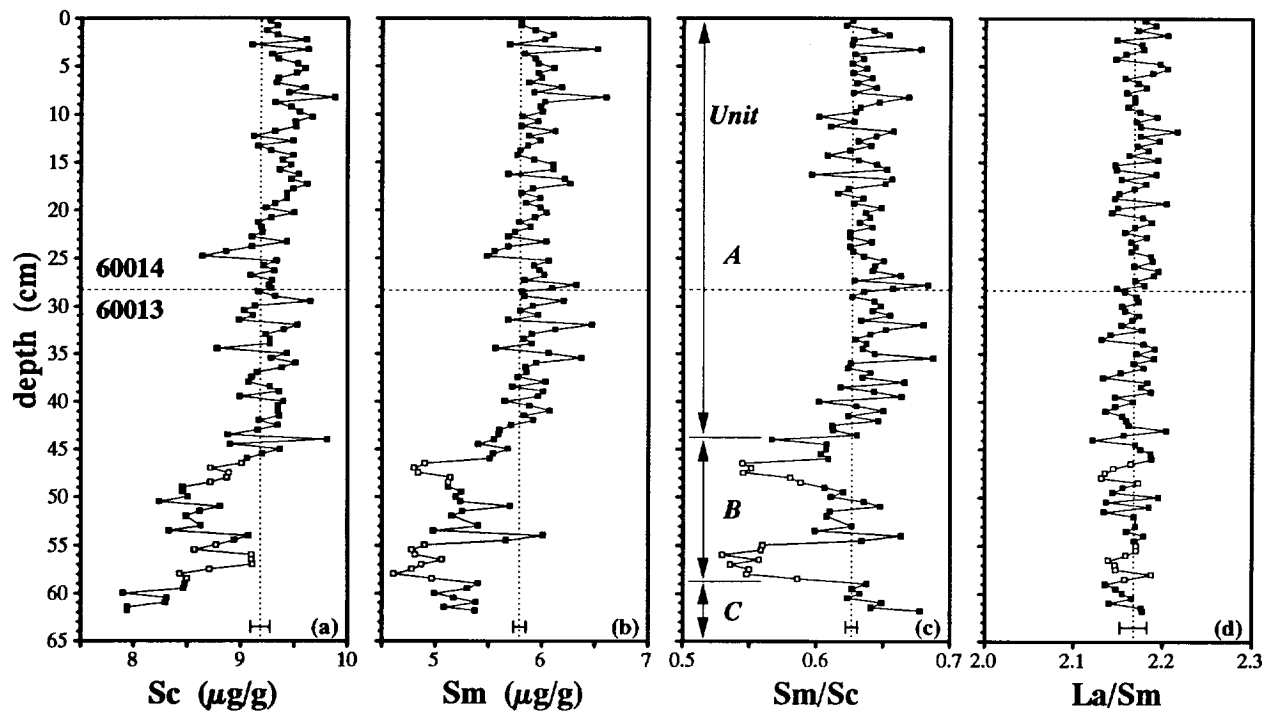 0
5
10
15
20
25
30
35
40
45
50
55
60
65
depth (cm)
60014
60013
(a)
8 9 10
Sc (μg/g)
(b)
5 6 7
Sm (μg/g)
Unit
A
B
C
(c)
0.5 0.6 0.7
Sm/Sc
(d)
2.0 2.1 2.2 2.3
La/Sm